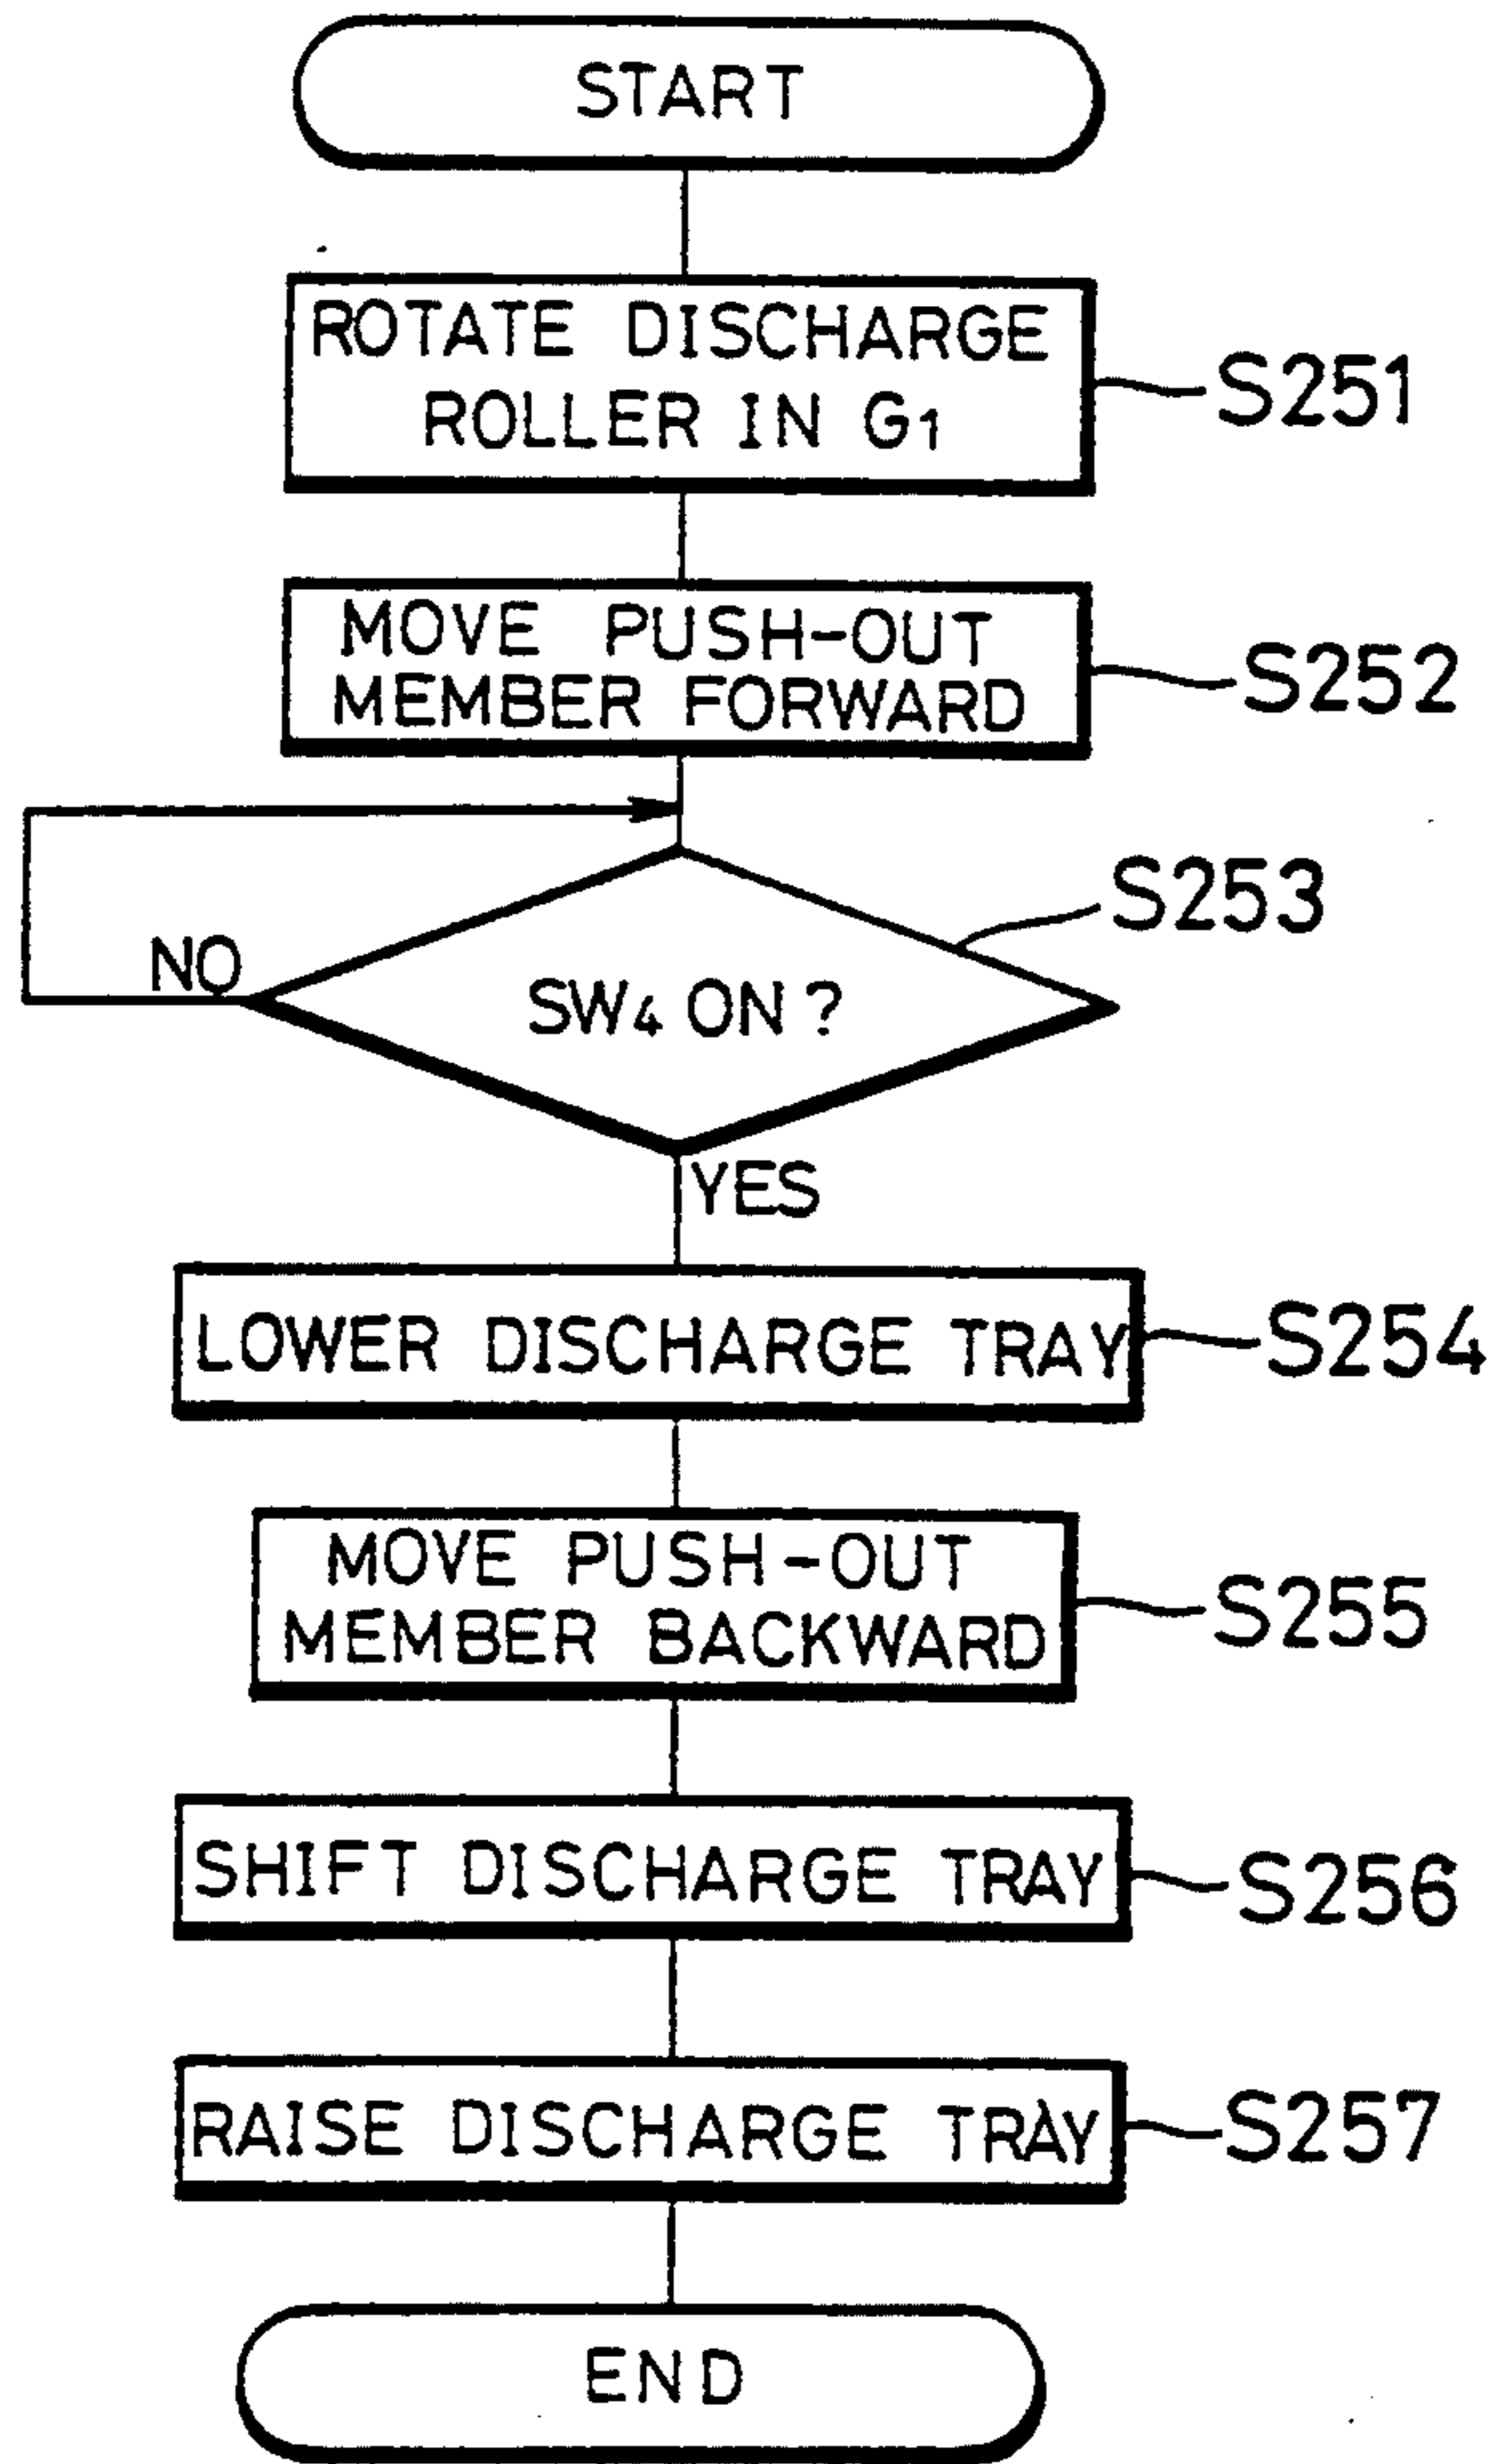 START
ROTATE DISCHARGE
ROLLER IN G1
S251
MOVE PUSH-OUT
MEMBER FORWARD
S252
S253
NO
SW4 ON?
YES
LOWER DISCHARGE TRAY
S254
MOVE PUSH-OUT
MEMBER BACKWARD
S255
SHIFT DISCHARGE TRAY
S256
RAISE DISCHARGE TRAY
S257
END